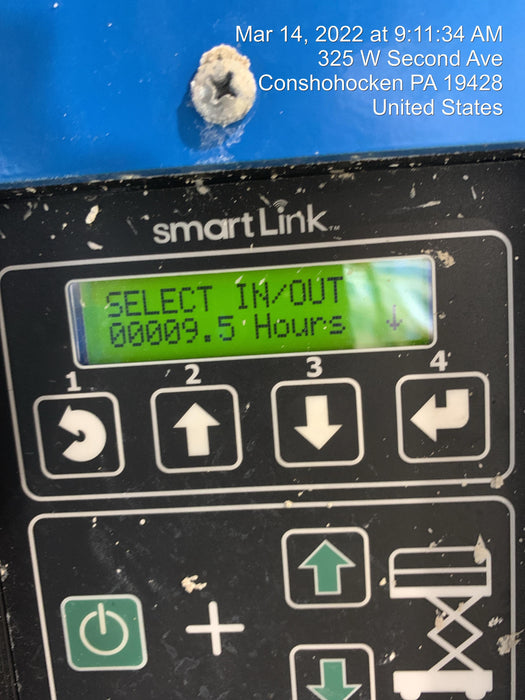 Mar 14, 2022 at 9:11:34 AM
325 W Second Ave
Conshohocken PA 19428
United States
smartLink™
SELECT IN/OUT
00009.5 Hours ↓
1 2 3 4